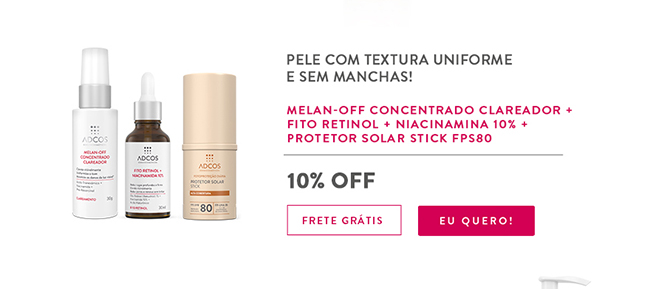 PELE COM TEXTURA UNIFORME
E SEM MANCHAS!
MELAN-OFF CONCENTRADO CLAREADOR +
FITO RETINOL + NIACINAMINA 10% +
PROTETOR SOLAR STICK FPS80
10% OFF
FRETE GRÁTIS
EU QUERO!
ADCOS
MELAN-OFF
CONCENTRADO
CLAREADOR
30g
ADCOS
FITO RETINOL +
NIACINAMIDA 10%
30ml
ADCOS
PROTETOR SOLAR
STICK
80